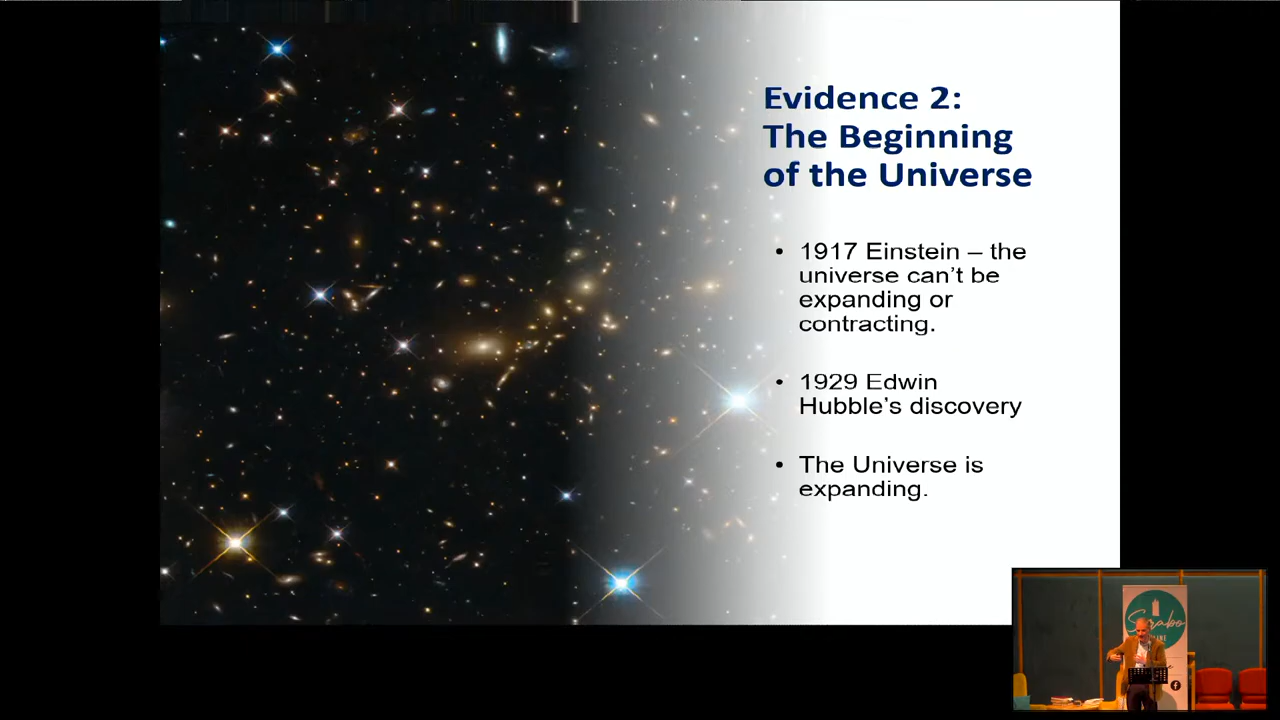 Evidence 2:
The Beginning
of the Universe
• 1917 Einstein – the
universe can’t be
expanding or
contracting.
• 1929 Edwin
Hubble’s discovery
• The Universe is
expanding.